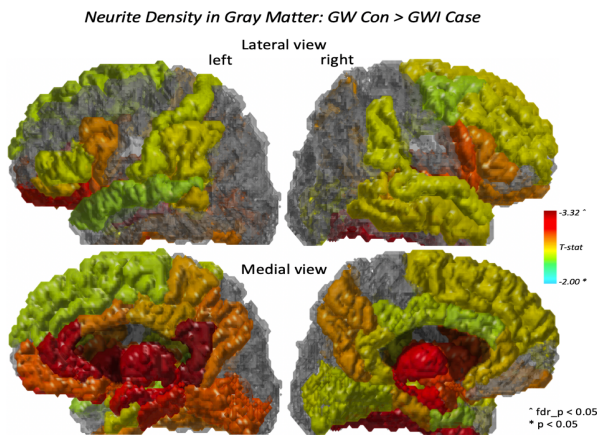 Neurite Density in Gray Matter: GW Con > GWI Case
Lateral view
left right
-3.32 ˆ
T-stat
-2.00 *
Medial view
ˆ fdr_p < 0.05
* p < 0.05